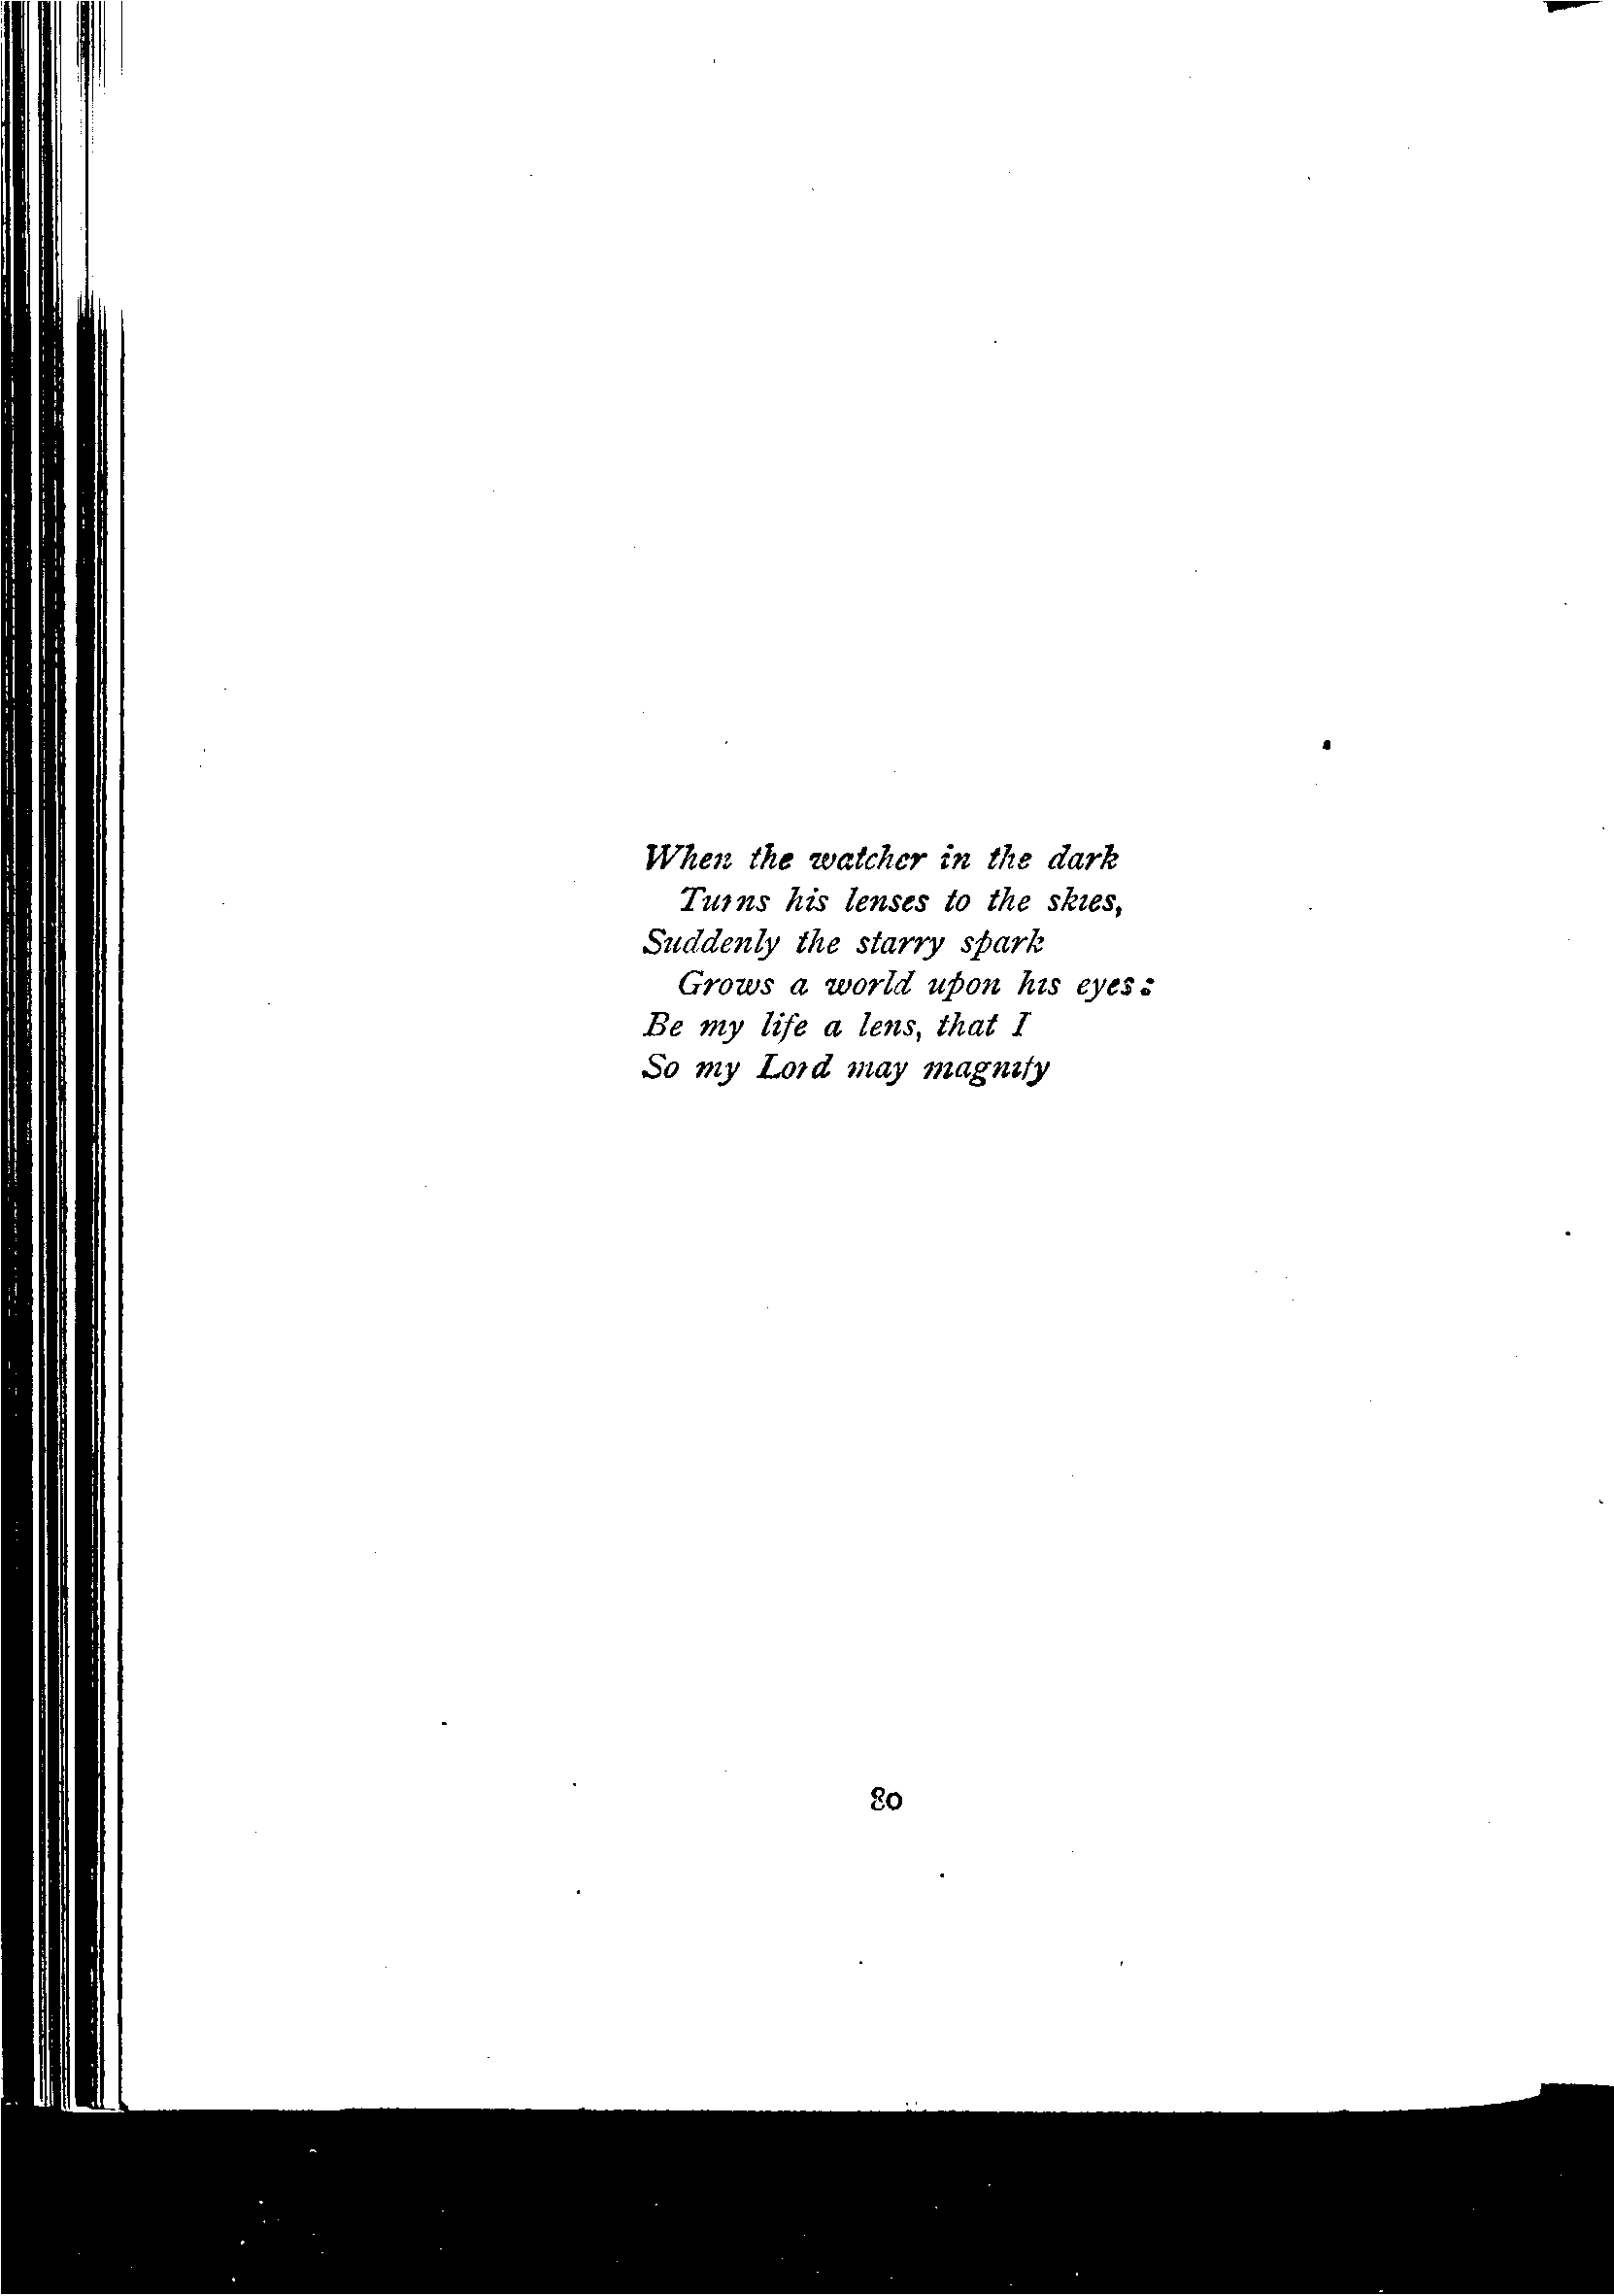 When the watcher in the dark
Turns his lenses to the skies,
Suddenly the starry spark
Grows a world upon his eyes:
Be my life a lens, that I
So my Lord may magnify
80